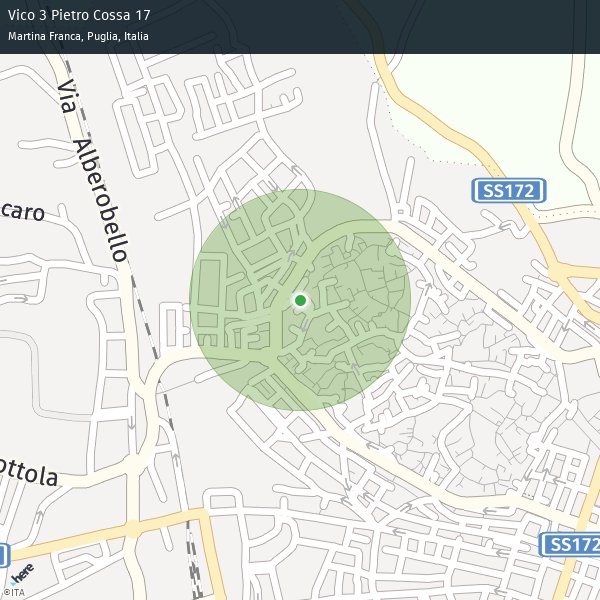 Vico 3 Pietro Cossa 17
Martina Franca, Puglia, Italia
Via Alberobello
SS172
caro
ottola
SS172
here
©ITA